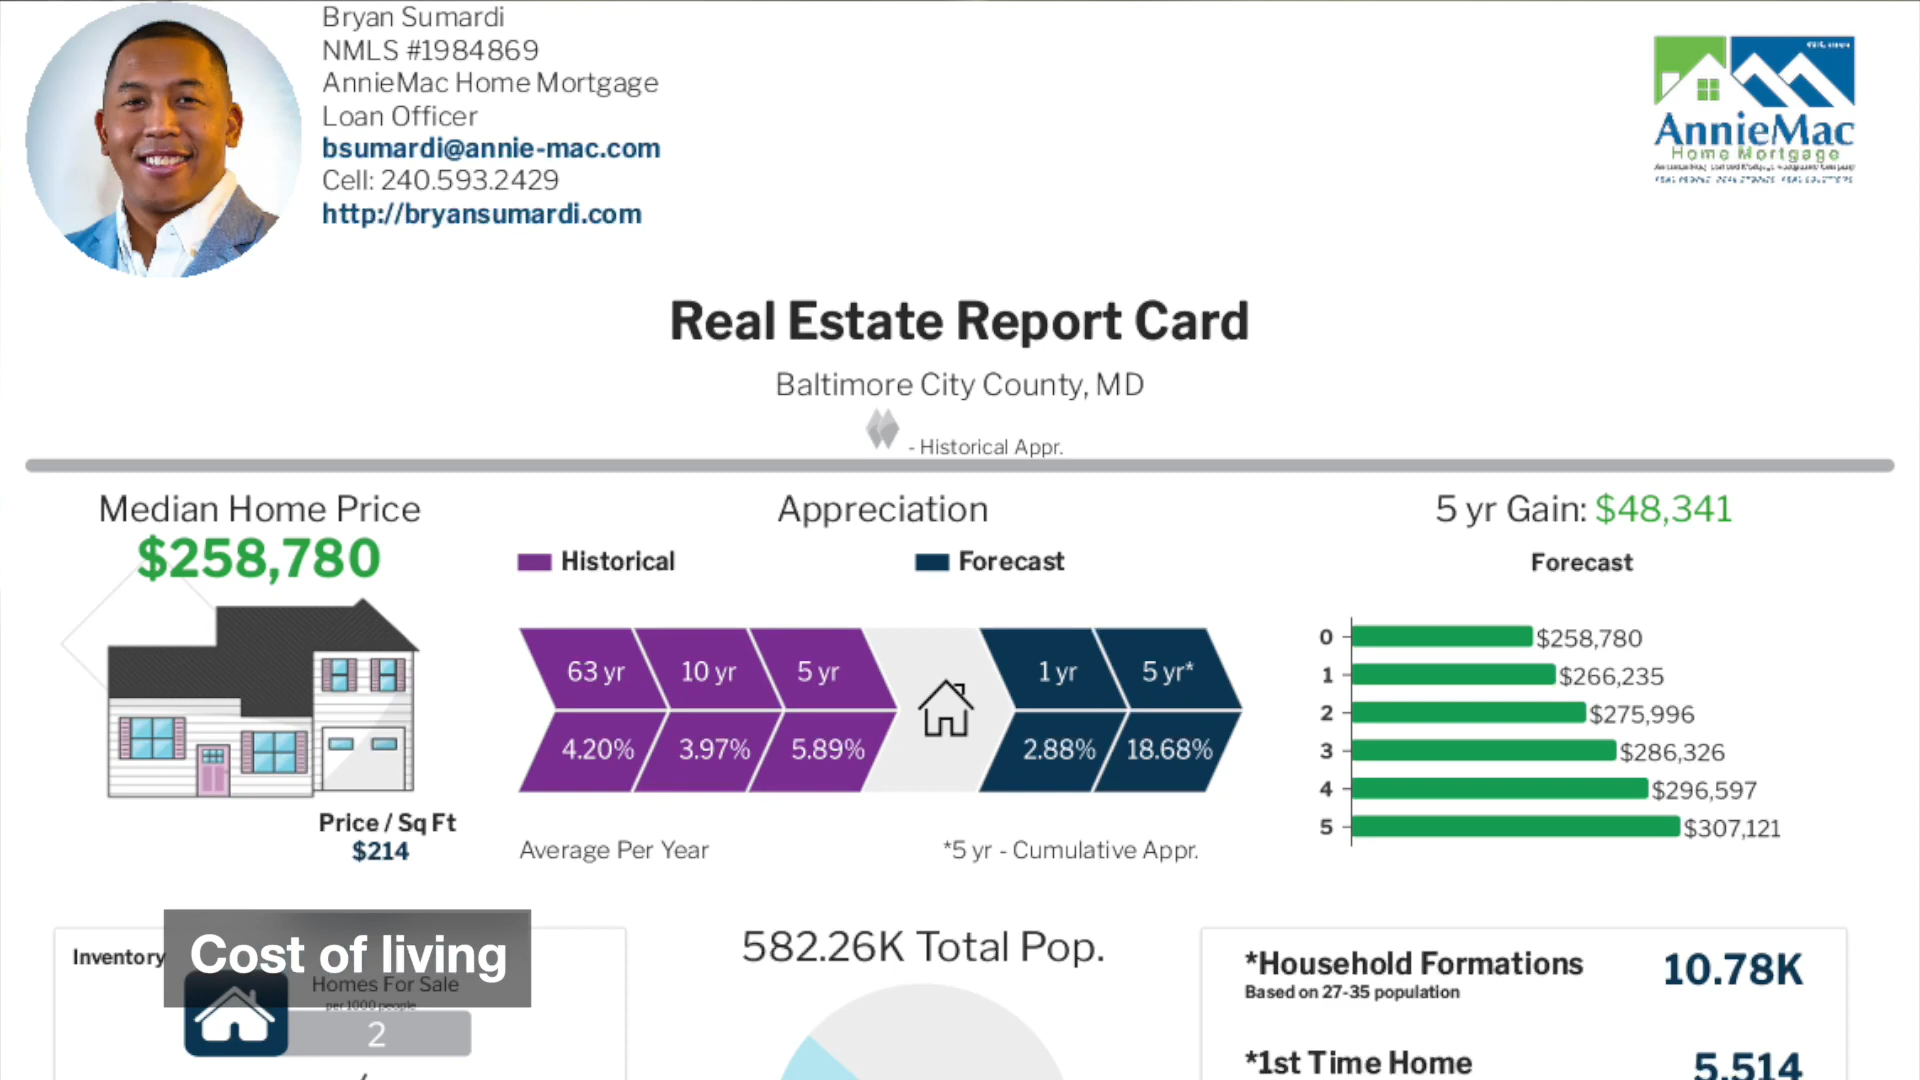 Bryan Sumardi
NMLS #1984869
AnnieMac Home Mortgage
Loan Officer
bsumardi@annie-mac.com
Cell: 240.593.2429
http://bryansumardi.com
AnnieMac
Home Mortgage
Real Estate Report Card
Baltimore City County, MD
- Historical Appr.
Median Home Price
$258,780
Price / Sq Ft
$214
Appreciation
Historical
Forecast
63 yr 10 yr 5 yr 1 yr 5 yr*
4.20% 3.97% 5.89% 2.88% 18.68%
Average Per Year
*5 yr - Cumulative Appr.
5 yr Gain: $48,341
Forecast
0 $258,780
1 $266,235
2 $275,996
3 $286,326
4 $296,597
5 $307,121
Inventory
Cost of living
Homes For Sale
per 1000 people
2
582.26K Total Pop.
*Household Formations 10.78K
Based on 27-35 population
*1st Time Home 5,514